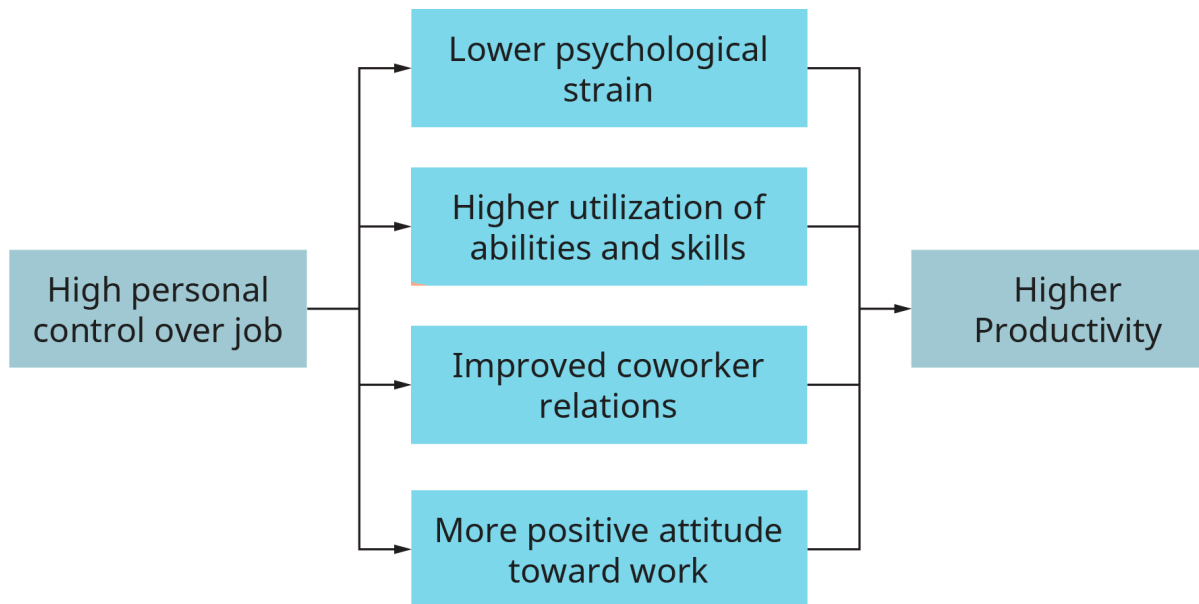 High personal
control over job
Lower psychological
strain
Higher utilization of
abilities and skills
Improved coworker
relations
More positive attitude
toward work
Higher
Productivity